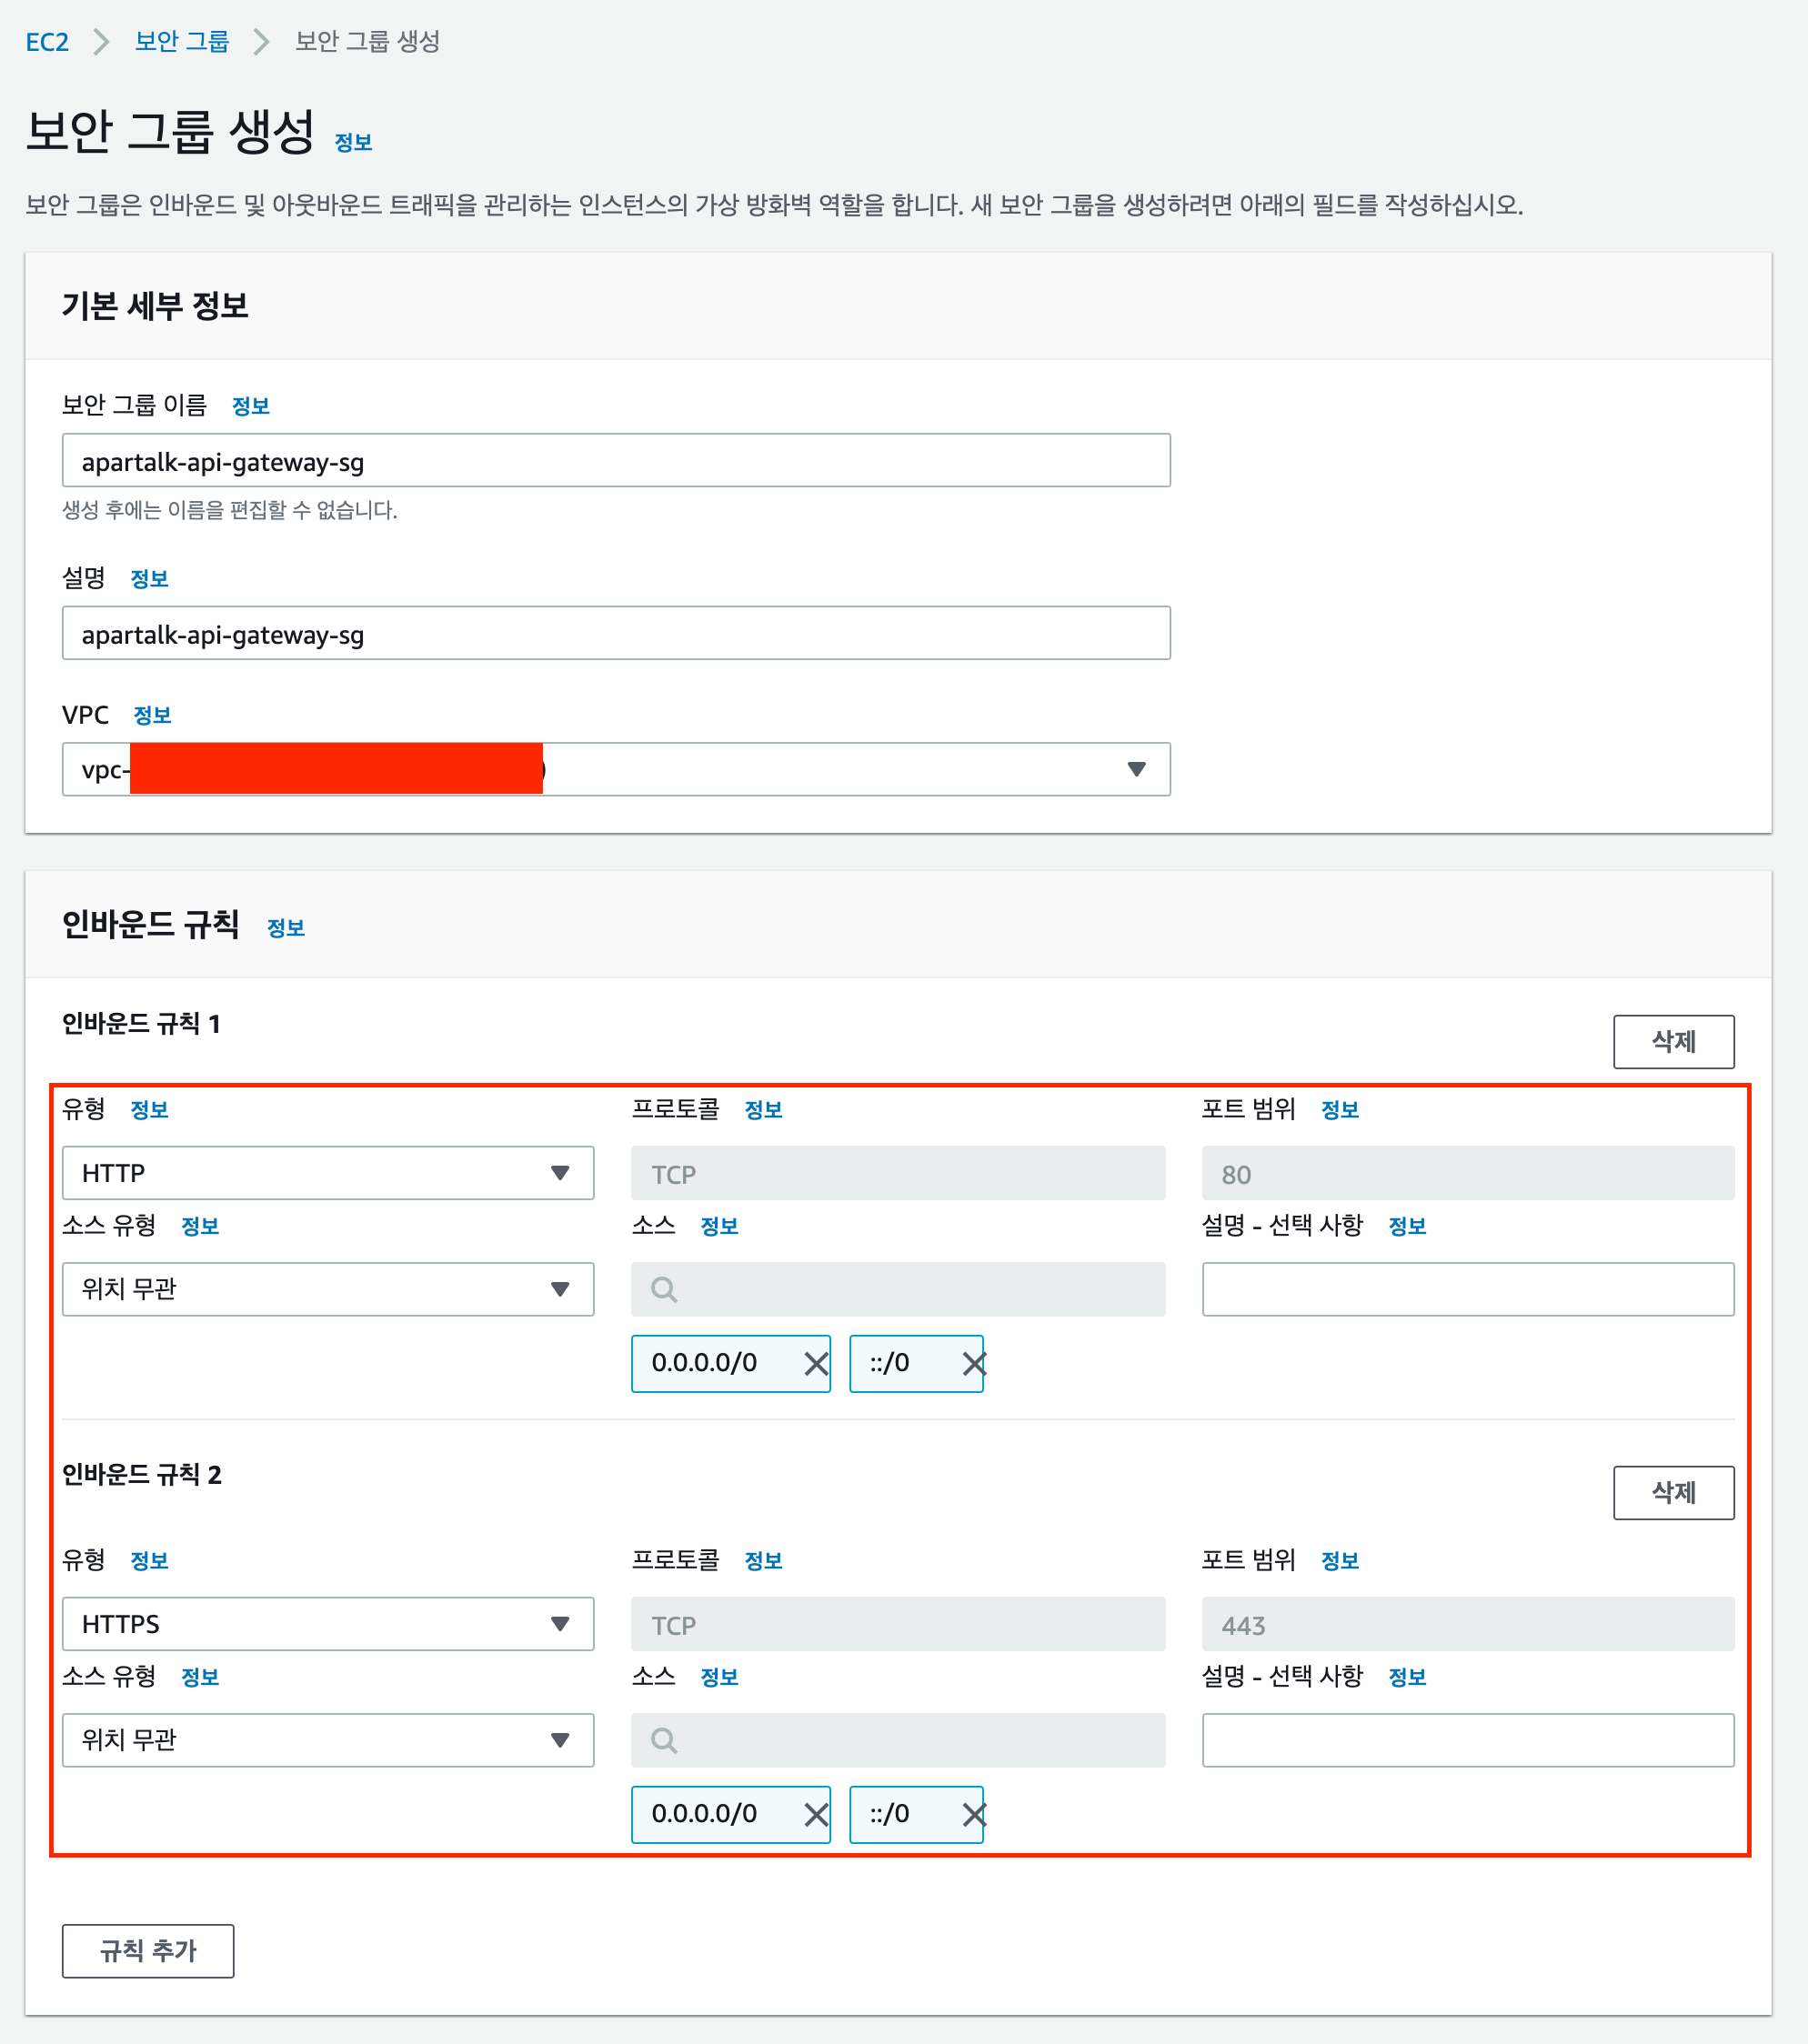 EC2 보안 그룹 보안 그룹 생성
보안 그룹 생성 정보
보안 그룹은 인바운드 및 아웃바운드 트래픽을 관리하는 인스턴스의 가상 방화벽 역할을 합니다. 새 보안 그룹을 생성하려면 아래의 필드를 작성하십시오.
기본 세부 정보
보안 그룹 이름 정보
apartalk-api-gateway-sg
생성 후에는 이름을 편집할 수 없습니다.
설명 정보
apartalk-api-gateway-sg
VPC 정보
vpc- )
인바운드 규칙 정보
인바운드 규칙 1 삭제
유형 정보 프로토콜 정보 포트 범위 정보
HTTP TCP 80
소스 유형 정보 소스 정보 설명 - 선택 사항 정보
위치 무관
0.0.0.0/0 ::/0
인바운드 규칙 2 삭제
유형 정보 프로토콜 정보 포트 범위 정보
HTTPS TCP 443
소스 유형 정보 소스 정보 설명 - 선택 사항 정보
위치 무관
0.0.0.0/0 ::/0
규칙 추가